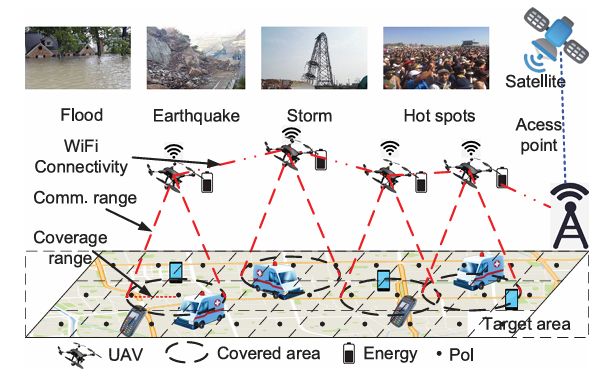 Satellite
Flood
Earthquake
Storm
Hot spots
Acess
point
WiFi
Connectivity
Comm. range
Coverage
range
Target area
UAV
Covered area
Energy
PoI